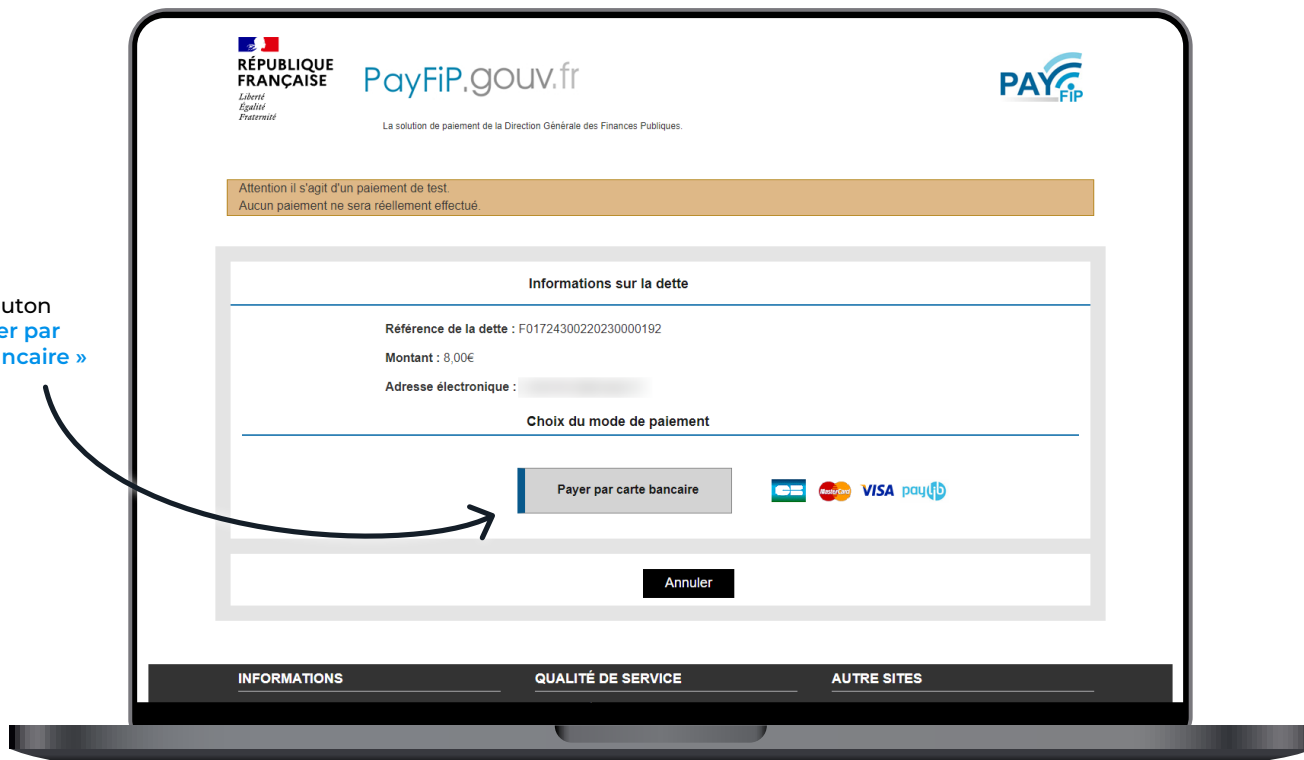 RÉPUBLIQUE
FRANÇAISE
Liberté
Égalité
Fraternité
PayFiP.gouv.fr
La solution de paiement de la Direction Générale des Finances Publiques.
PAY FiP
Attention il s'agit d'un paiement de test.
Aucun paiement ne sera réellement effectué.
uton
er par
ncaire »
Informations sur la dette
Référence de la dette : F01724300220230000192
Montant : 8,00€
Adresse électronique :
Choix du mode de paiement
Payer par carte bancaire
CB MasterCard VISA paylib
Annuler
INFORMATIONS QUALITÉ DE SERVICE AUTRE SITES